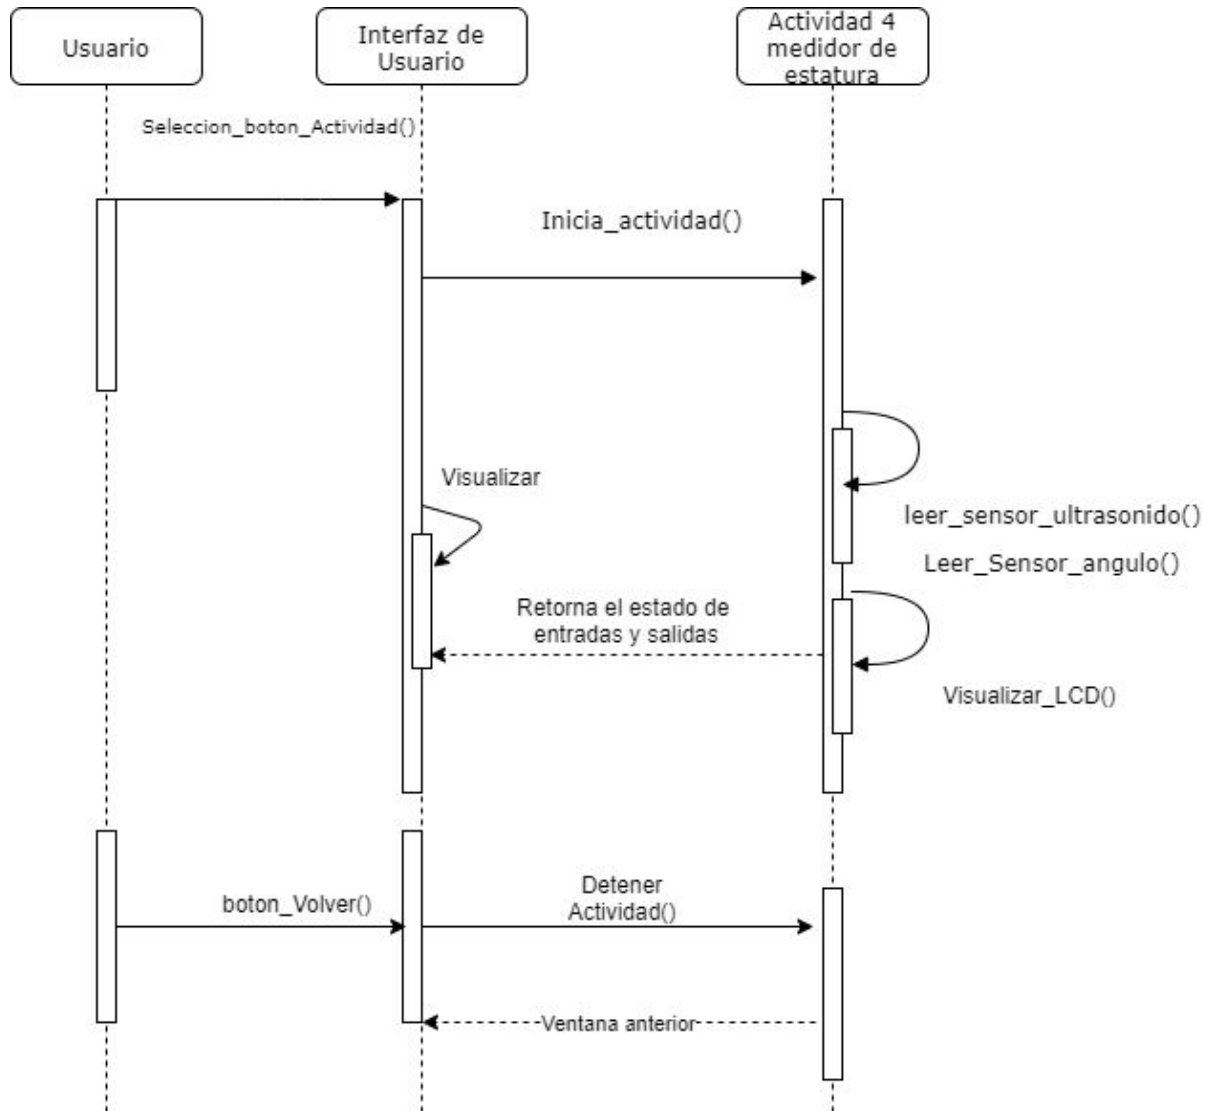 Usuario
Interfaz de
Usuario
Actividad 4
medidor de
estatura
Seleccion_boton_Actividad()
Inicia_actividad()
Visualizar
leer_sensor_ultrasonido()
Leer_Sensor_angulo()
Retorna el estado de
entradas y salidas
Visualizar_LCD()
boton_Volver()
Detener
Actividad()
Ventana anterior